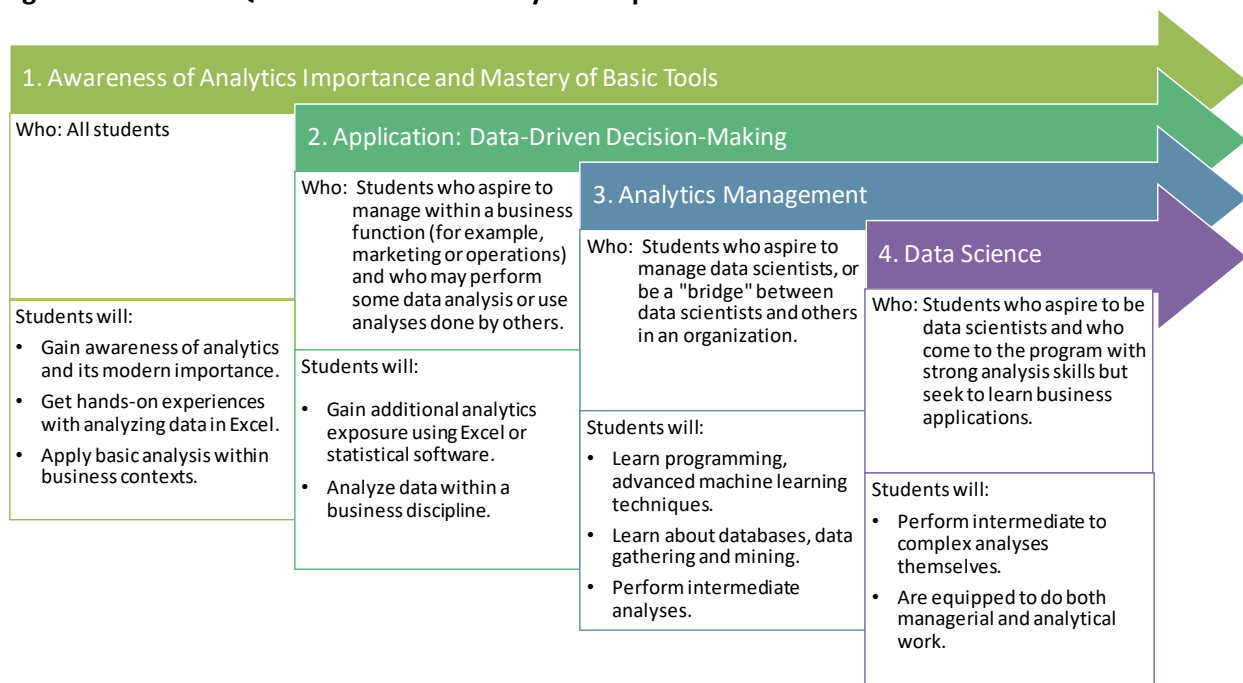 1. Awareness of Analytics Importance and Mastery of Basic Tools
Who: All students
Students will:
• Gain awareness of analytics
and its modern importance.
• Get hands-on experiences
with analyzing data in Excel.
• Apply basic analysis within
business contexts.
2. Application: Data-Driven Decision-Making
Who: Students who aspire to
manage within a business
function (for example,
marketing or operations)
and who may perform
some data analysis or use
analyses done by others.
Students will:
• Gain additional analytics
exposure using Excel or
statistical software.
• Analyze data within a
business discipline.
3. Analytics Management
Who: Students who aspire to
manage data scientists, or
be a "bridge" between
data scientists and others
in an organization.
Students will:
• Learn programming,
advanced machine learning
techniques.
• Learn about databases, data
gathering and mining.
• Perform intermediate
analyses.
4. Data Science
Who: Students who aspire to be
data scientists and who
come to the program with
strong analysis skills but
seek to learn business
applications.
Students will:
• Perform intermediate to
complex analyses
themselves.
• Are equipped to do both
managerial and analytical
work.